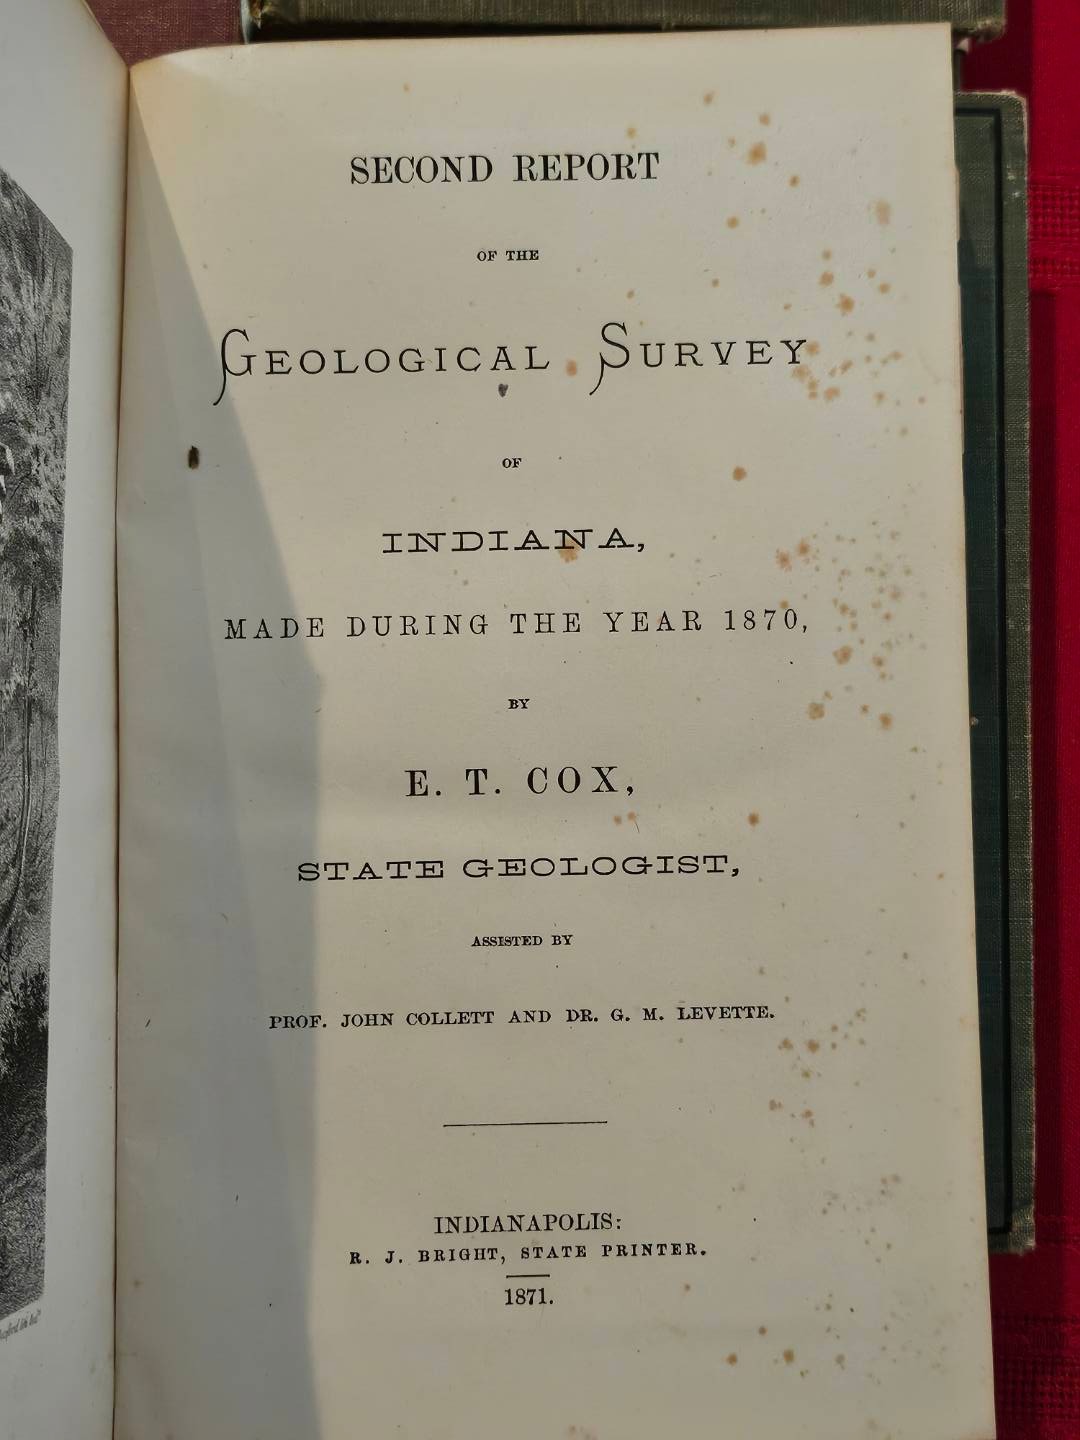 SECOND REPORT
OF THE
GEOLOGICAL SURVEY
OF
INDIANA,
MADE DURING THE YEAR 1870,
BY
E. T. COX,
STATE GEOLOGIST,
ASSISTED BY
PROF. JOHN COLLETT AND DR. G. M. LEVETTE.
INDIANAPOLIS:
R. J. BRIGHT, STATE PRINTER.
1871.